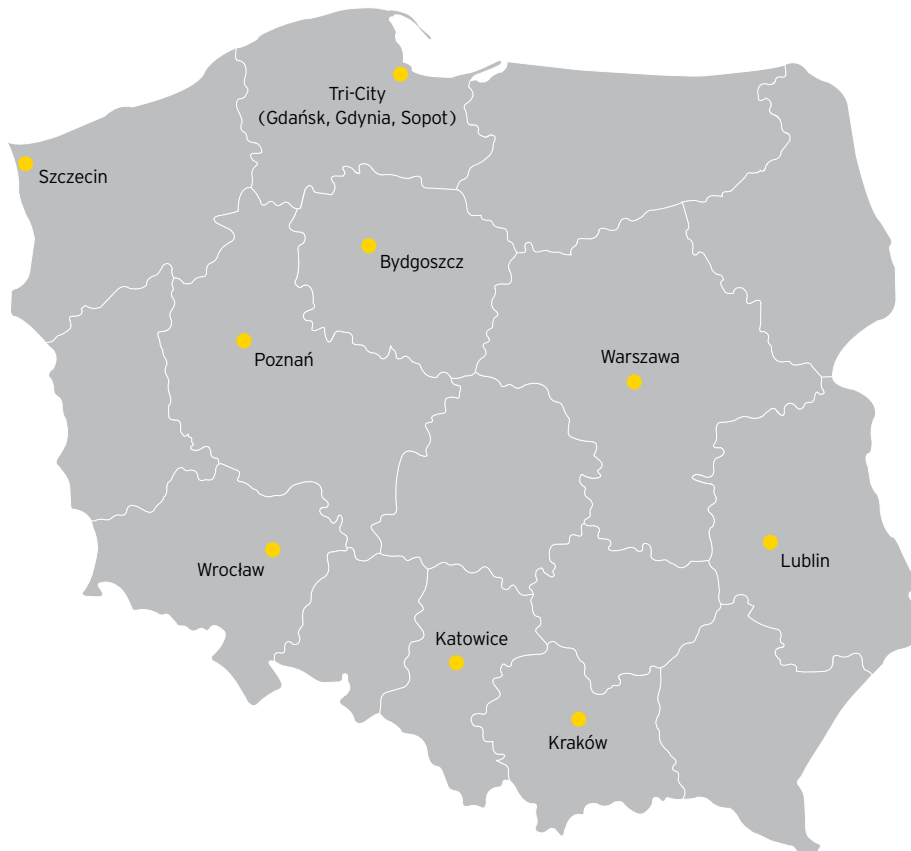 Tri-City
(Gdańsk, Gdynia, Sopot)
Szczecin
Bydgoszcz
Poznań
Warszawa
Wrocław
Lublin
Katowice
Kraków